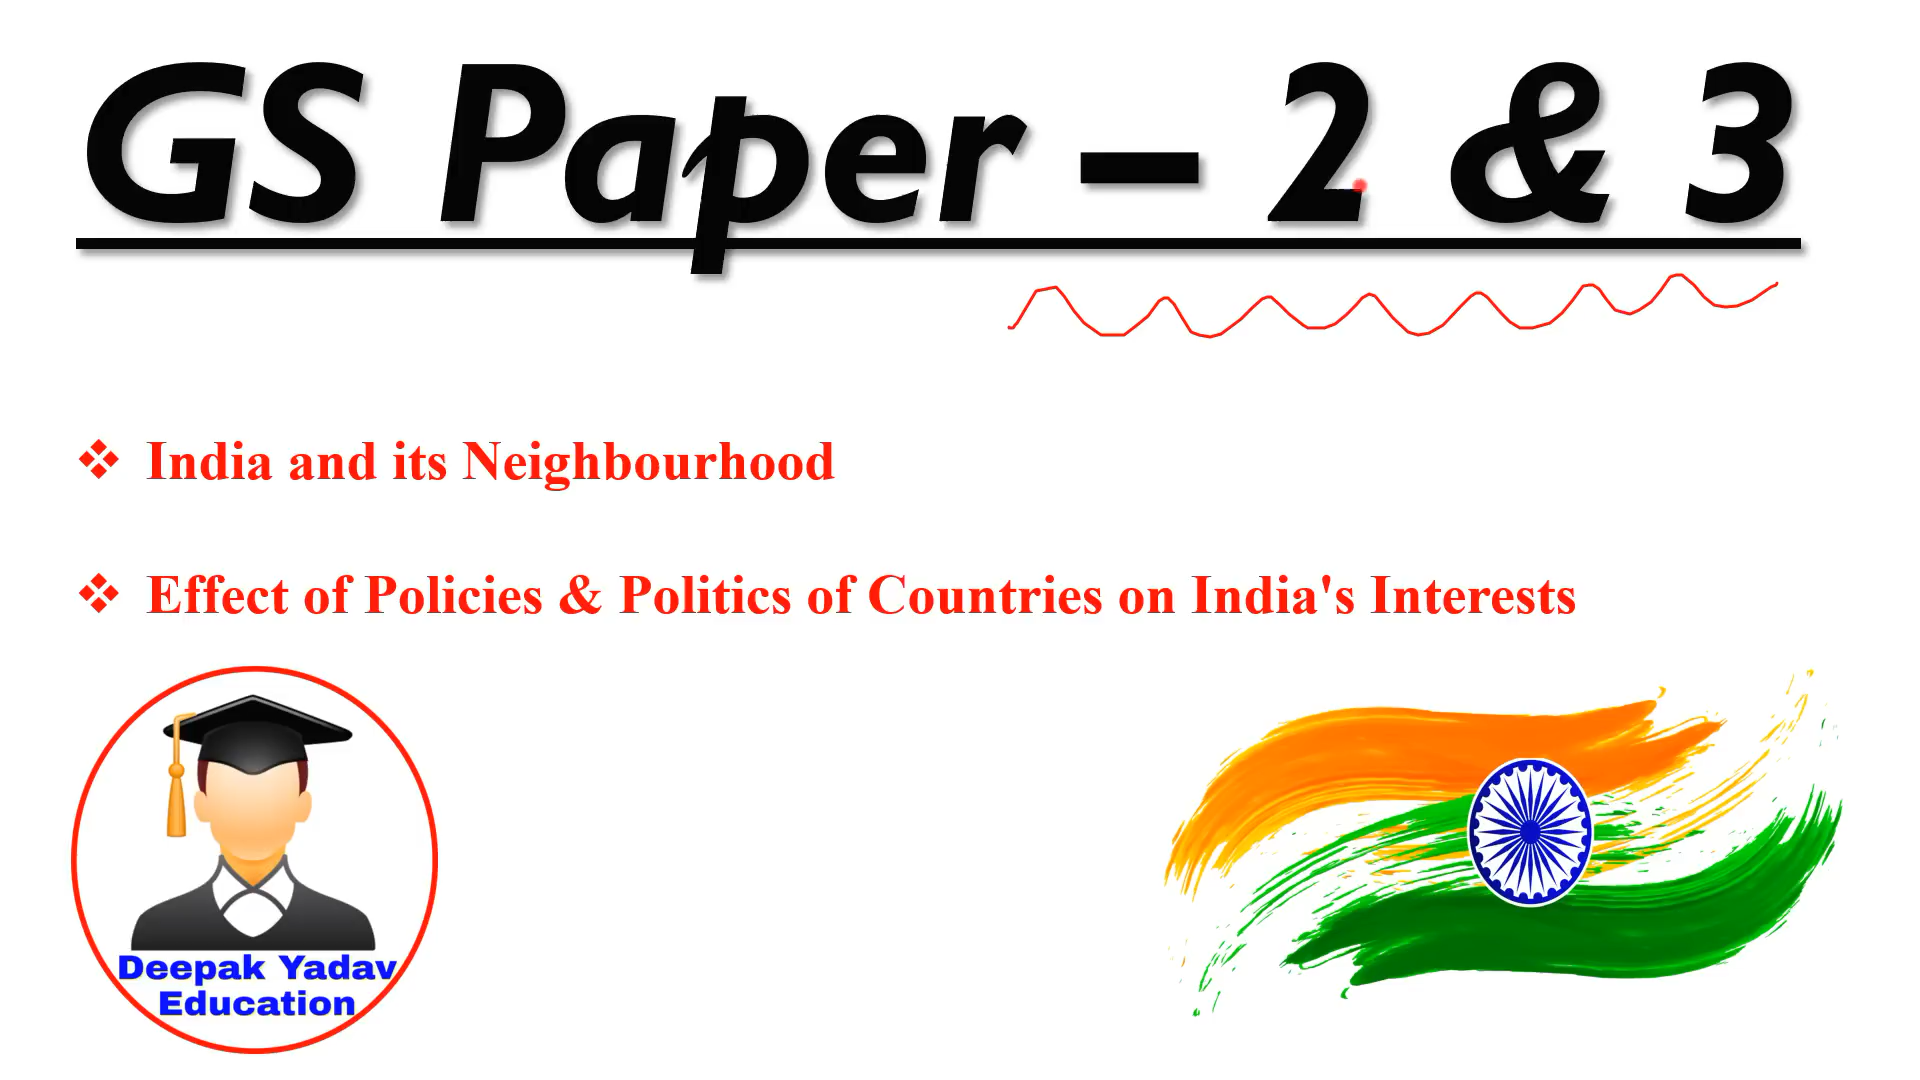 GS Paper – 2 & 3
❖ India and its Neighbourhood
❖ Effect of Policies & Politics of Countries on India's Interests
Deepak Yadav
Education